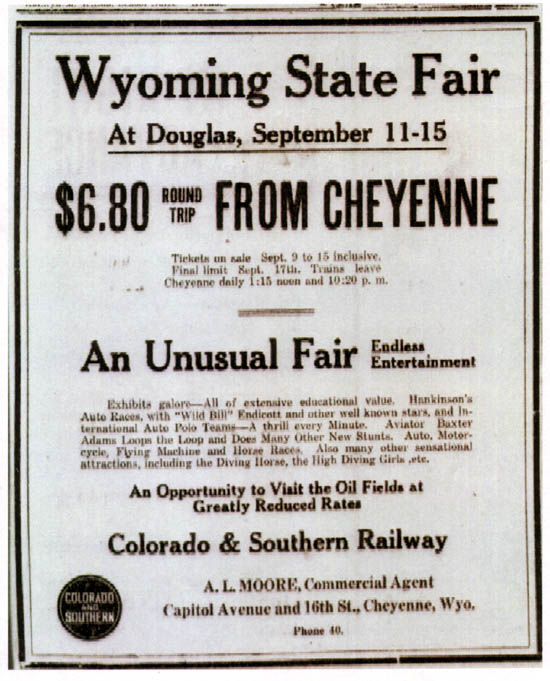 Wyoming State Fair
At Douglas, September 11-15
$6.80 ROUND TRIP FROM CHEYENNE
Tickets on sale Sept. 9 to 15 inclusive.
Final limit Sept. 17th. Trains leave
Cheyenne daily 1:15 noon and 10:20 p. m.
An Unusual Fair Endless Entertainment
Exhibits galore—All of extensive educational value. Hankinson's
Auto Races, with "Wild Bill" Endicott and other well known stars, and In-
ternational Auto Polo Teams—A thrill every Minute. Aviator Baxter
Adams Loops the Loop and Does Many Other New Stunts. Auto, Motor-
cycle, Flying Machine and Horse Races. Also many other sensational
attractions, including the Diving Horse, the High Diving Girls ,etc.
An Opportunity to Visit the Oil Fields at
Greatly Reduced Rates
Colorado & Southern Railway
COLORADO
AND
SOUTHERN
A. L. MOORE, Commercial Agent
Capitol Avenue and 16th St., Cheyenne, Wyo.
Phone 40.